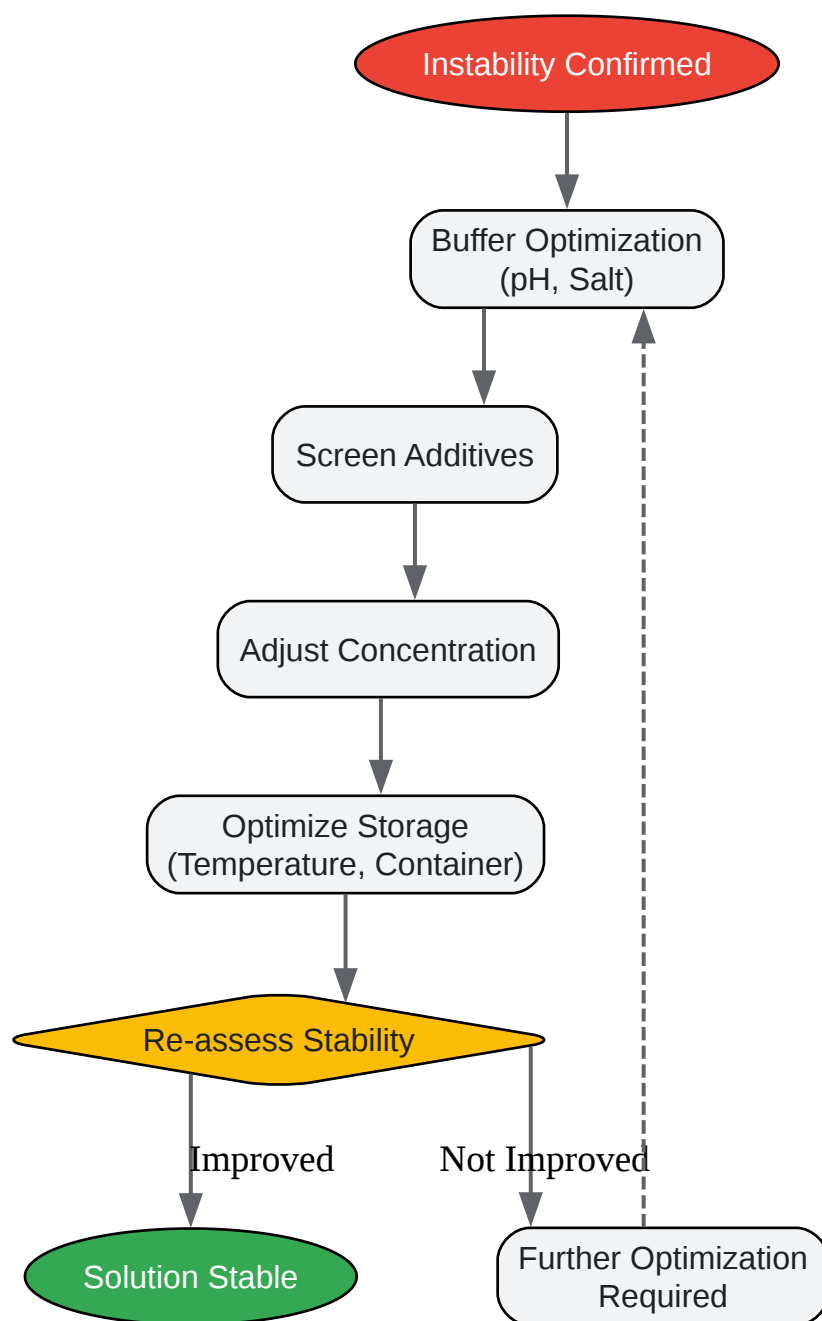 Instability Confirmed
Buffer Optimization
(pH, Salt)
Screen Additives
Adjust Concentration
Optimize Storage
(Temperature, Container)
Re-assess Stability
Improved
Not Improved
Solution Stable
Further Optimization
Required